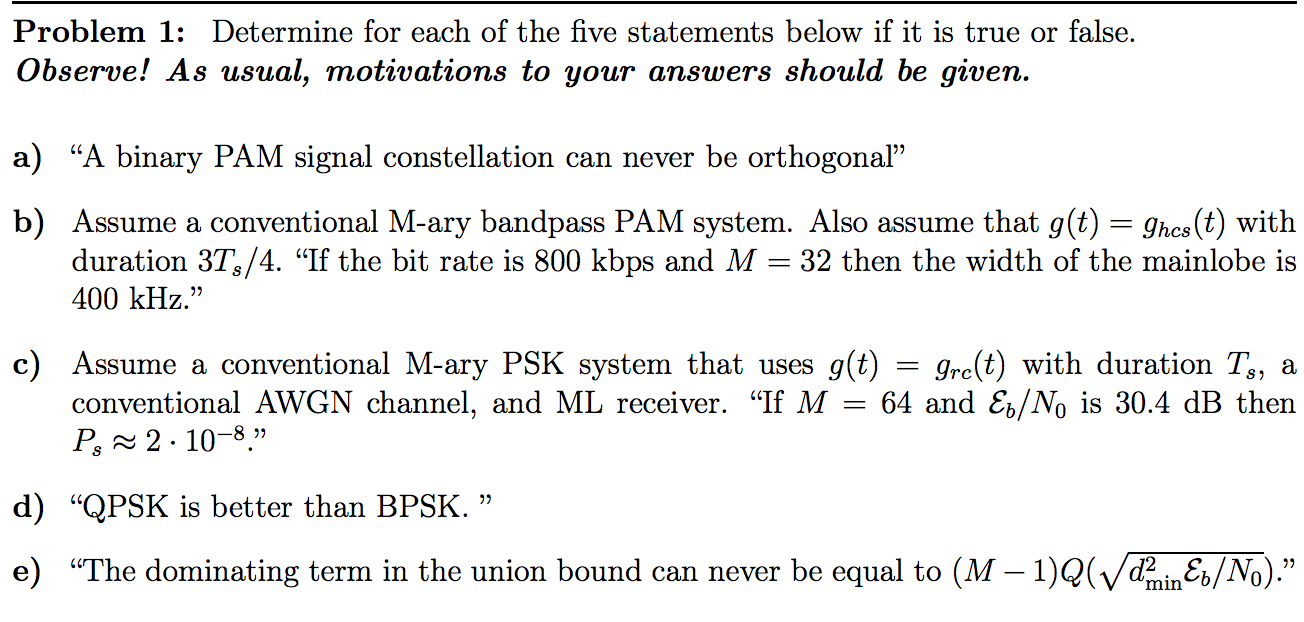 Problem 1: Determine for each of the five statements below if it is true or false.
Observe! As usual, motivations to your answers should be given.
a) “A binary PAM signal constellation can never be orthogonal”
b) Assume a conventional M-ary bandpass PAM system. Also assume that $g(t) = g_{hcs}(t)$ with
duration $3T_s/4$. “If the bit rate is 800 kbps and $M = 32$ then the width of the mainlobe is
400 kHz.”
c) Assume a conventional M-ary PSK system that uses $g(t) = g_{rc}(t)$ with duration $T_s$, a
conventional AWGN channel, and ML receiver. “If $M = 64$ and $\mathcal{E}_b/N_0$ is 30.4 dB then
$P_s \approx 2 \cdot 10^{-8}$.”
d) “QPSK is better than BPSK. ”
e) “The dominating term in the union bound can never be equal to $(M - 1)Q(\sqrt{d_{\min}^2 \mathcal{E}_b/N_0})$.”